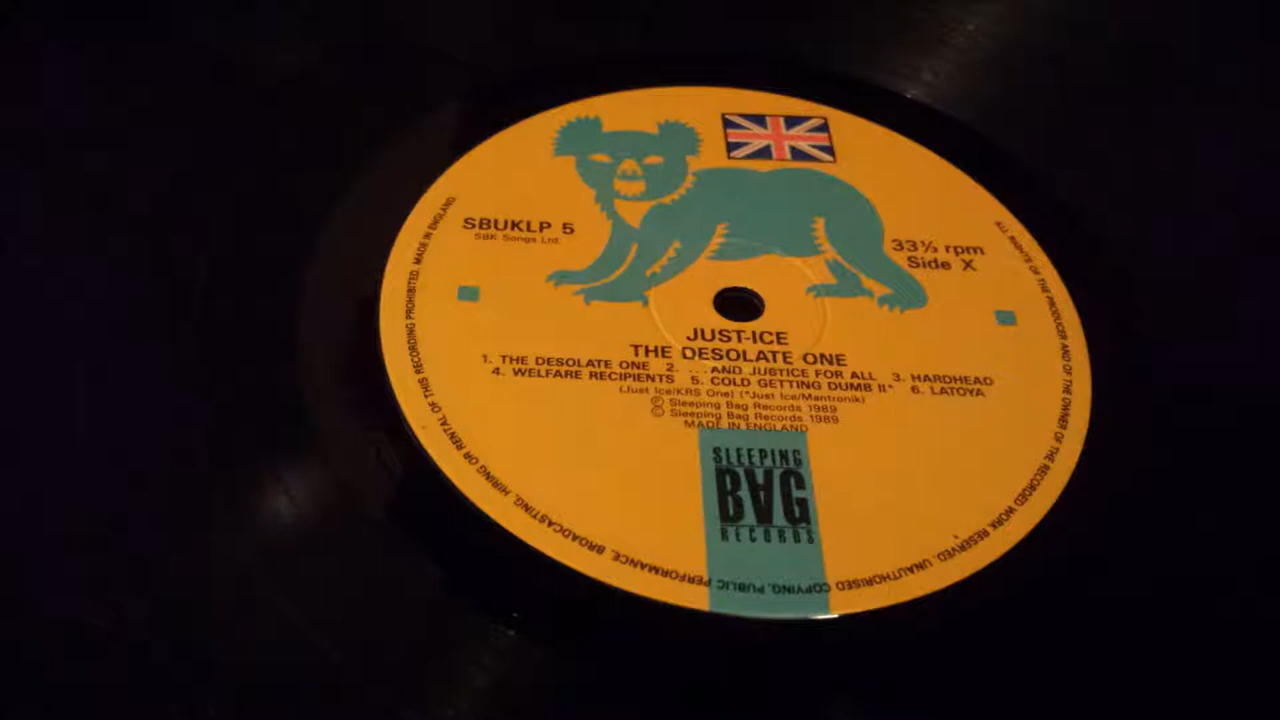 SBUKLP 5
SBK Songs Ltd.
33⅓ rpm
Side X
JUST-ICE
THE DESOLATE ONE
1. THE DESOLATE ONE 2. ...AND JUSTICE FOR ALL 3. HARDHEAD
4. WELFARE RECIPIENTS 5. COLD GETTING DUMB II* 6. LATOYA
(Just Ice/KRS One) (*Just Ice/Mantronik)
Ⓟ Sleeping Bag Records 1989
© Sleeping Bag Records 1989
MADE IN ENGLAND
SLEEPING
BAG
RECORDS
ALL RIGHTS OF THE PRODUCER AND OF THE OWNER OF THE RECORDED WORK RESERVED. UNAUTHORISED COPYING, PUBLIC PERFORMANCE, BROADCASTING, HIRING OR RENTAL OF THIS RECORDING PROHIBITED. MADE IN ENGLAND